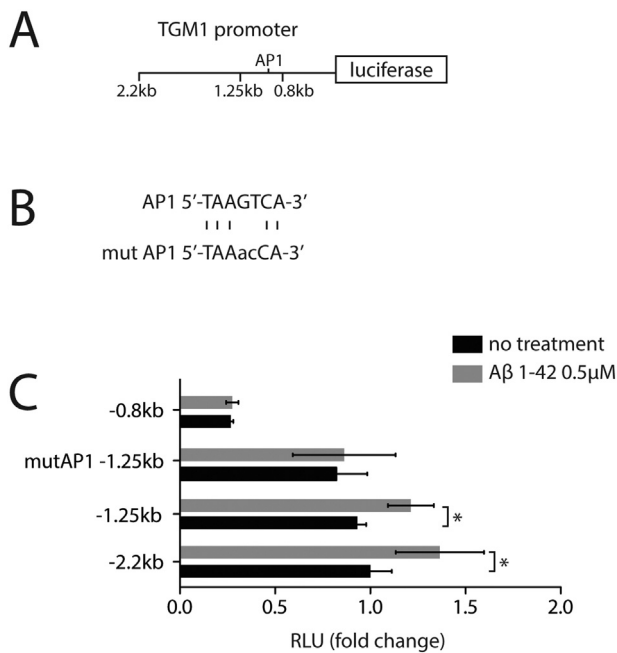 A
TGM1 promoter
AP1
luciferase
2.2kb 1.25kb 0.8kb
B
AP1 5′-TAAGTCA-3′
mut AP1 5′-TAAacCA-3′
no treatment
Aβ 1-42 0.5μM
C
-0.8kb
mutAP1 -1.25kb
-1.25kb
*
-2.2kb
*
0.0 0.5 1.0 1.5 2.0
RLU (fold change)